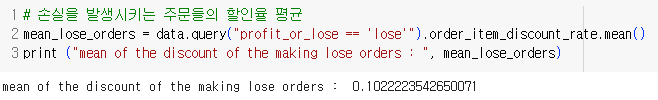 1 # 손실을 발생시키는 주문들의 할인율 평균
2 mean_lose_orders = data.query("profit_or_lose == 'lose'").order_item_discount_rate.mean()
3 print ("mean of the discount of the making lose orders : ", mean_lose_orders)
mean of the discount of the making lose orders :  0.1022223542650071